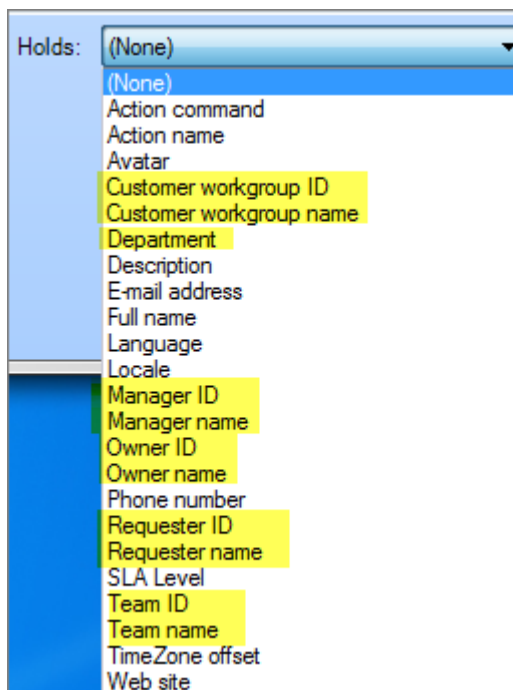 Holds: (None)
(None)
Action command
Action name
Avatar
Customer workgroup ID
Customer workgroup name
Department
Description
E-mail address
Full name
Language
Locale
Manager ID
Manager name
Owner ID
Owner name
Phone number
Requester ID
Requester name
SLA Level
Team ID
Team name
TimeZone offset
Web site